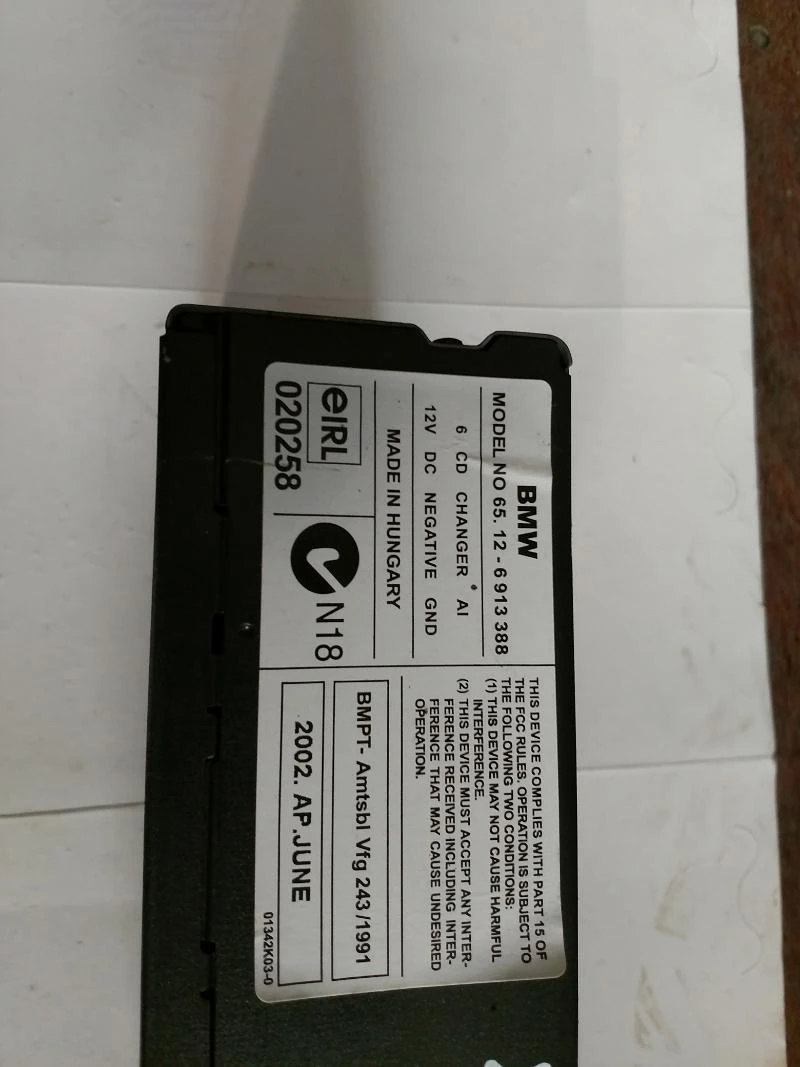 BMW
MODEL NO 65. 12 - 6 913 388
6 CD CHANGER AI
12V DC NEGATIVE GND
MADE IN HUNGARY
eIRL
020258
N18
THIS DEVICE COMPLIES WITH PART 15 OF
THE FCC RULES. OPERATION IS SUBJECT TO
THE FOLLOWING TWO CONDITIONS:
(1) THIS DEVICE MAY NOT CAUSE HARMFUL
INTERFERENCE.
(2) THIS DEVICE MUST ACCEPT ANY INTER-
FERENCE RECEIVED INCLUDING INTER-
FERENCE THAT MAY CAUSE UNDESIRED
OPERATION.
BMPT- Amtsbl Vfg 243 /1991
2002. AP.JUNE
01342K03-0